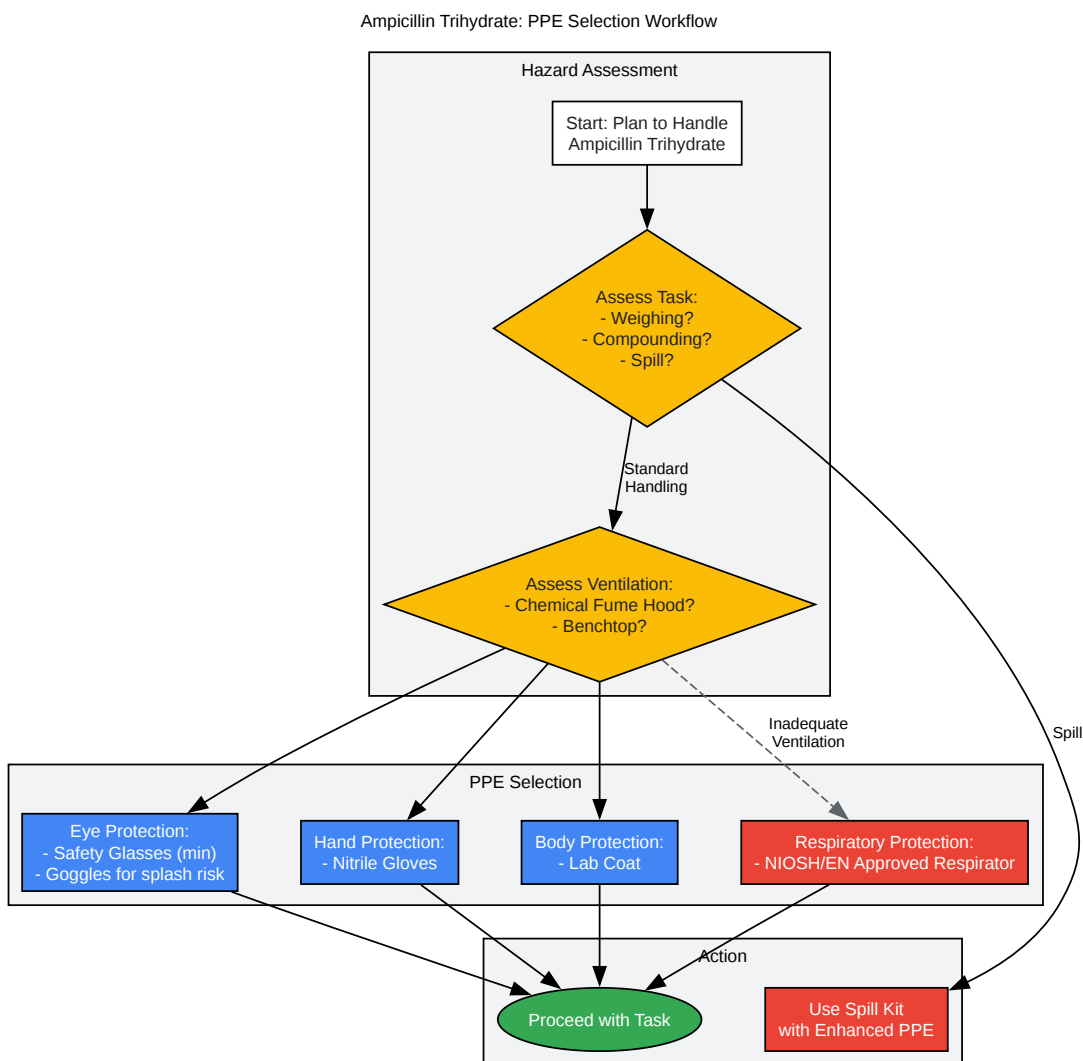 Ampicillin Trihydrate: PPE Selection Workflow
Hazard Assessment
Start: Plan to Handle
Ampicillin Trihydrate
Assess Task:
- Weighing?
- Compounding?
- Spill?
Standard
Handling
Assess Ventilation:
- Chemical Fume Hood?
- Benchtop?
Inadequate
Ventilation
Spill
PPE Selection
Eye Protection:
- Safety Glasses (min)
- Goggles for splash risk
Hand Protection:
- Nitrile Gloves
Body Protection:
- Lab Coat
Respiratory Protection:
- NIOSH/EN Approved Respirator
Action
Proceed with Task
Use Spill Kit
with Enhanced PPE